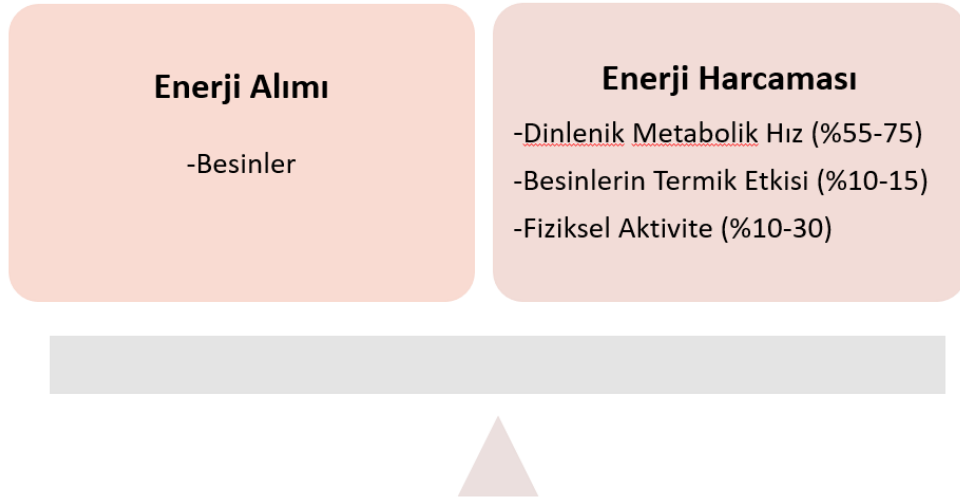 Enerji Alımı
-Besinler
Enerji Harcaması
-Dinlenik Metabolik Hız (%55-75)
-Besinlerin Termik Etkisi (%10-15)
-Fiziksel Aktivite (%10-30)